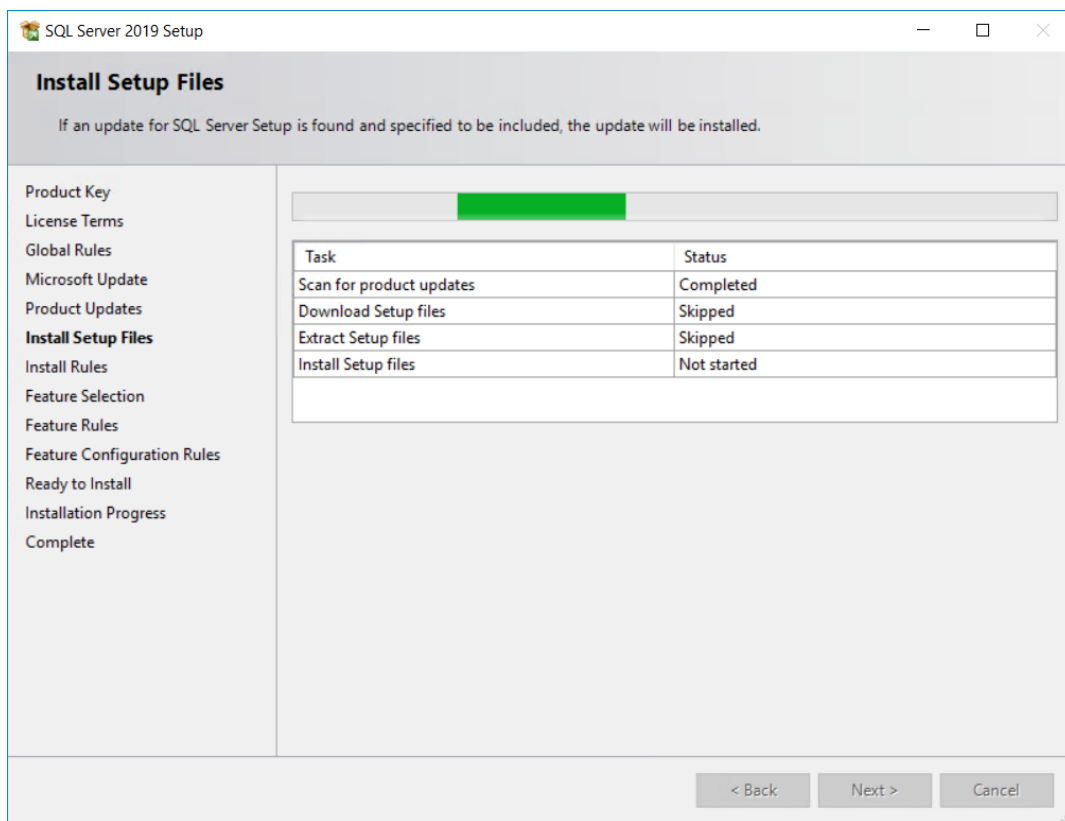 SQL Server 2019 Setup
Install Setup Files
If an update for SQL Server Setup is found and specified to be included, the update will be installed.
Product Key
License Terms
Global Rules
Microsoft Update
Product Updates
Install Setup Files
Install Rules
Feature Selection
Feature Rules
Feature Configuration Rules
Ready to Install
Installation Progress
Complete
Task Status
Scan for product updates Completed
Download Setup files Skipped
Extract Setup files Skipped
Install Setup files Not started
< Back Next > Cancel